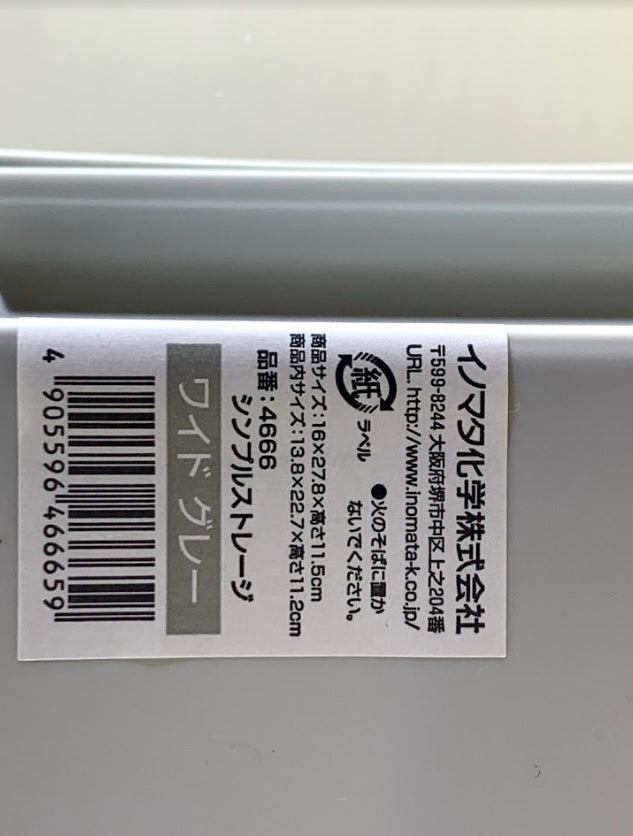 イノマタ化学株式会社
〒599-8244 大阪府堺市中区上之204番
URL. http://www.inomata-k.co.jp/
紙 ラベル
●火のそばに置か
ないでください。
商品サイズ:16×27.8×高さ11.5cm
商品内サイズ:13.8×22.7×高さ11.2cm
品番:4666
シンプルストレージ
ワイド グレー
4 905596 466659